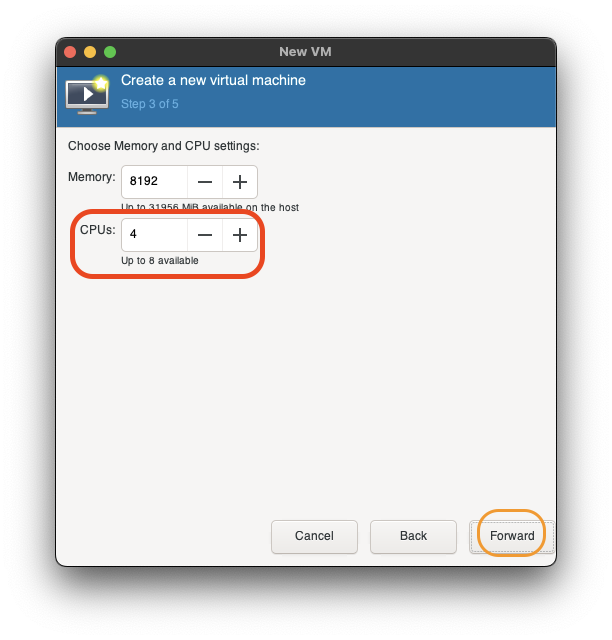 New VM
Create a new virtual machine
Step 3 of 5
Choose Memory and CPU settings:
Memory: 8192 — +
Up to 31956 MiB available on the host
CPUs: 4 — +
Up to 8 available
Cancel Back Forward